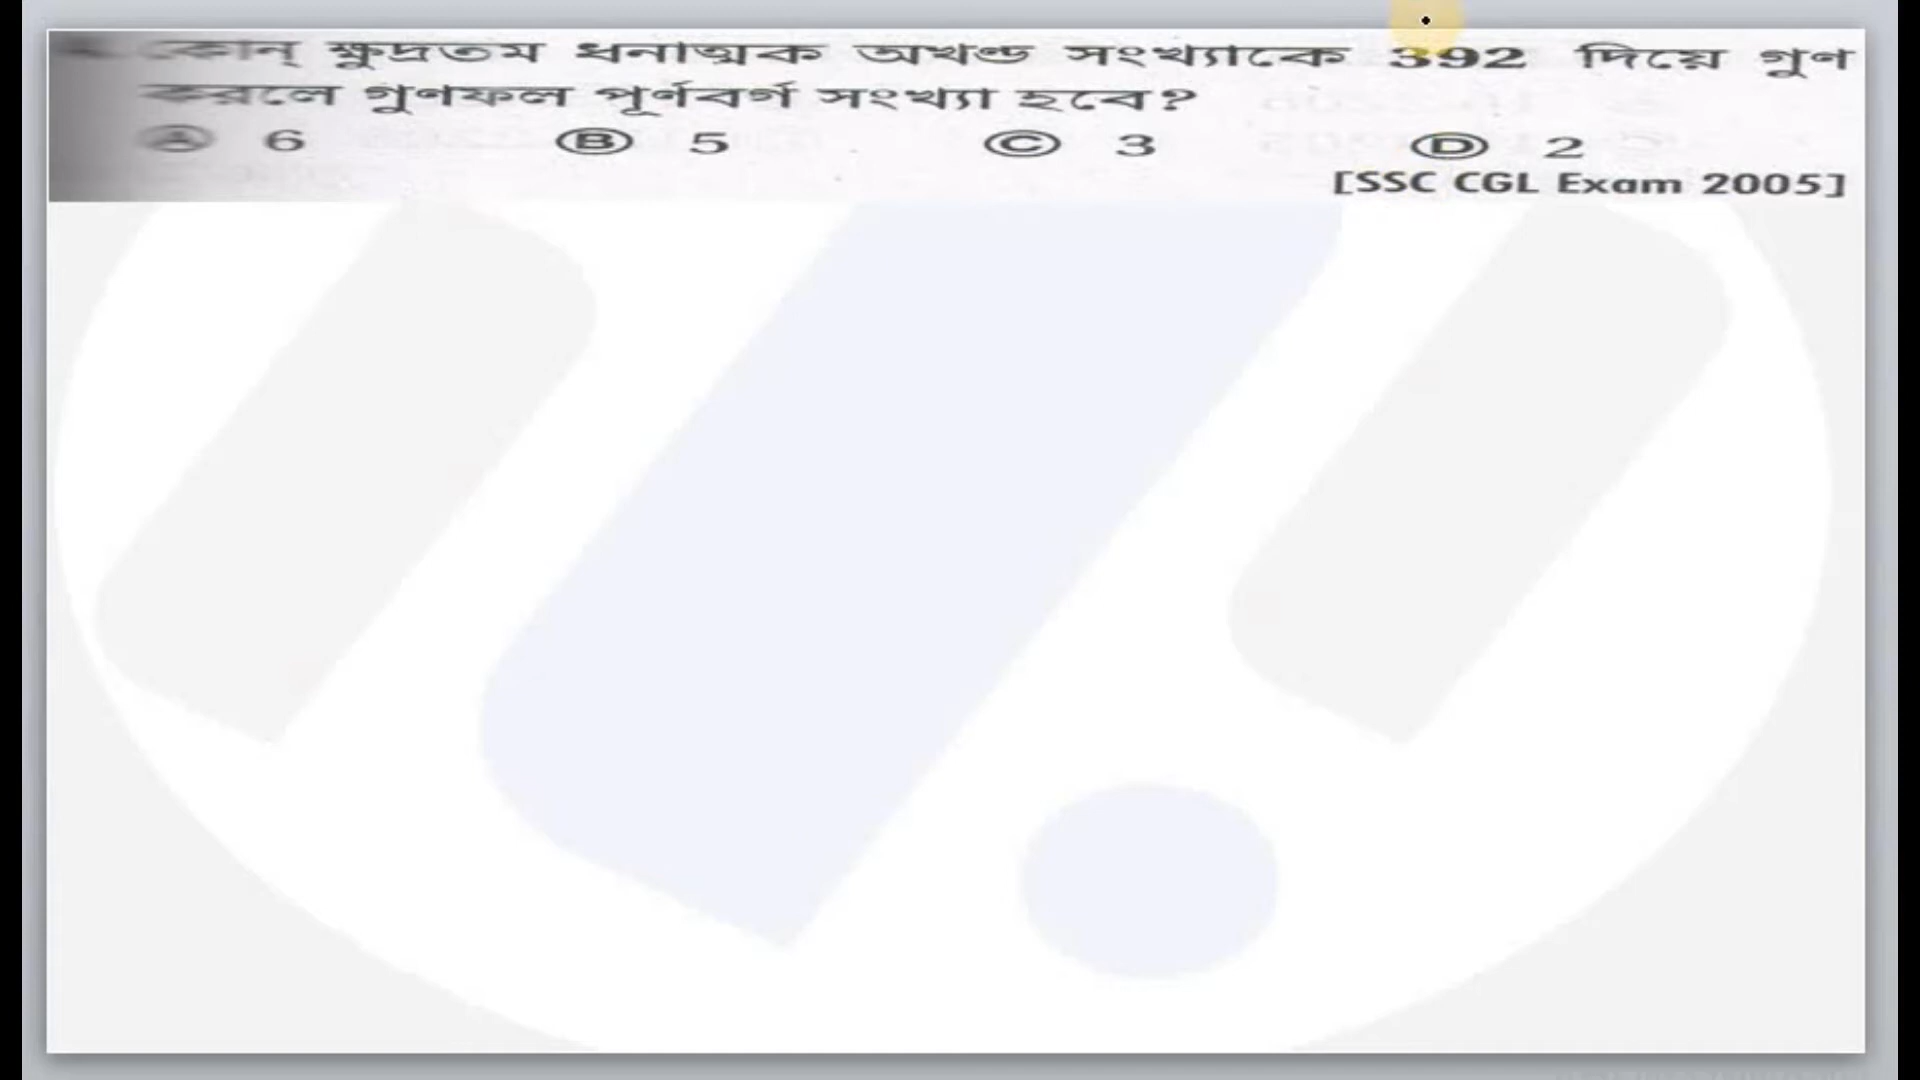 কোন্ ক্ষুদ্রতম ধনাত্মক অখণ্ড সংখ্যাকে 392 দিয়ে গুণ
করলে গুণফল পূর্ণবর্গ সংখ্যা হবে?
Ⓐ 6 Ⓑ 5 Ⓒ 3 Ⓓ 2
[SSC CGL Exam 2005]